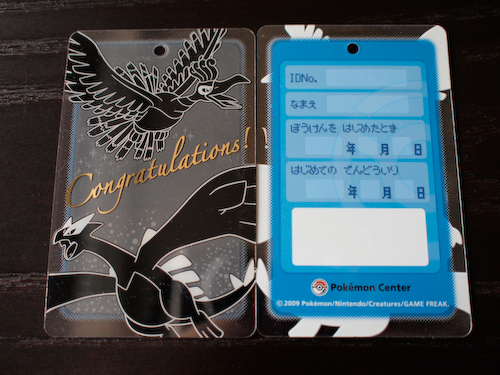 Congratulations!
IDNo.
なまえ
ぼうけんを はじめたとき
年 月 日
はじめての でんどういり
年 月 日
Pokémon Center
© 2009 Pokémon/Nintendo/Creatures/GAME FREAK.